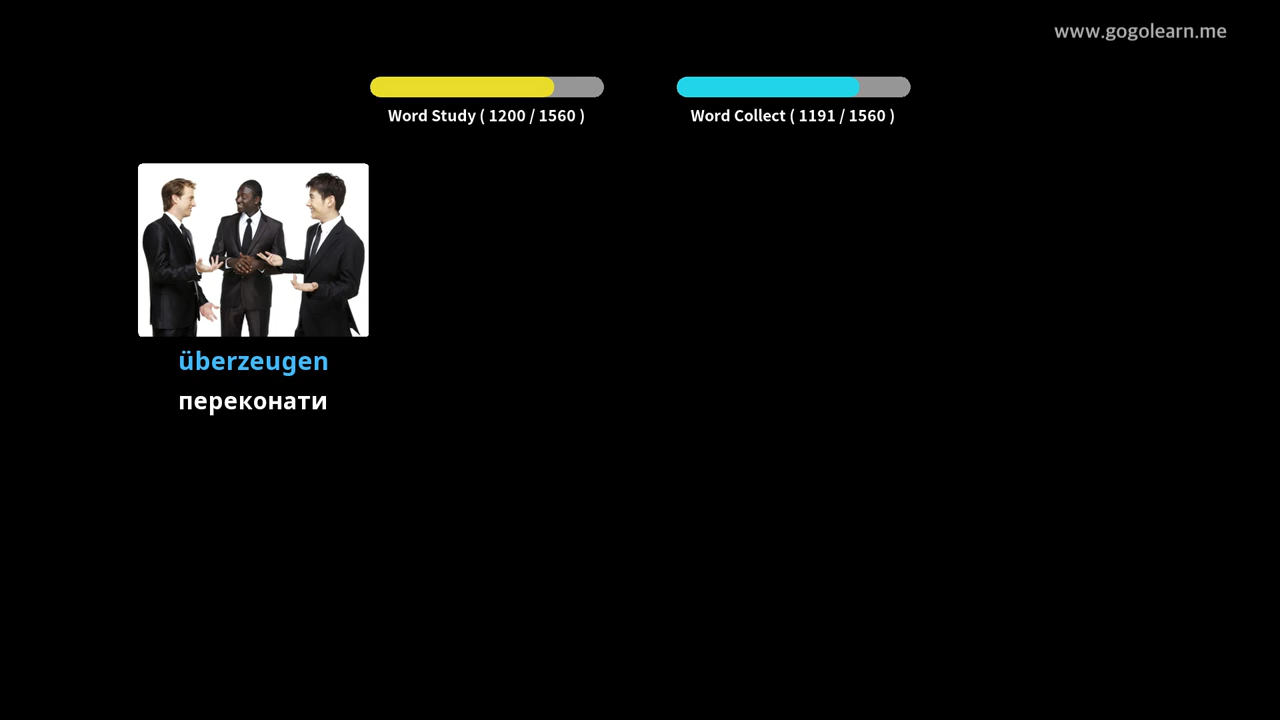 www.gogolearn.me
Word Study ( 1200 / 1560 )
Word Collect ( 1191 / 1560 )
überzeugen
переконати